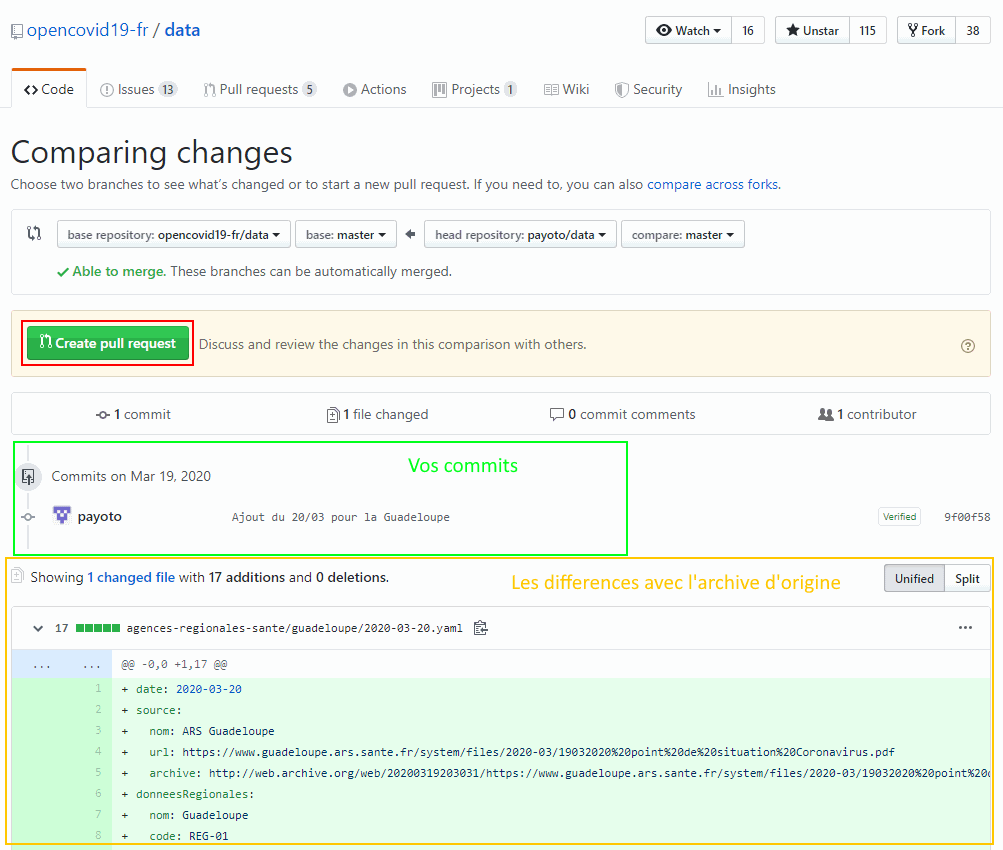 opencovid19-fr / data
Watch 16 Unstar 115 Fork 38
Code Issues 13 Pull requests 5 Actions Projects 1 Wiki Security Insights
Comparing changes
Choose two branches to see what's changed or to start a new pull request. If you need to, you can also compare across forks.
base repository: opencovid19-fr/data base: master head repository: payoto/data compare: master
Able to merge. These branches can be automatically merged.
Create pull request Discuss and review the changes in this comparison with others.
1 commit 1 file changed 0 commit comments 1 contributor
Vos commits
Commits on Mar 19, 2020
payoto Ajout du 20/03 pour la Guadeloupe Verified 9f00f58
Showing 1 changed file with 17 additions and 0 deletions. Les differences avec l'archive d'origine Unified Split
17 agences-regionales-sante/guadeloupe/2020-03-20.yaml ...
... ... @@ -0,0 +1,17 @@
1 + date: 2020-03-20
2 + source:
3 + nom: ARS Guadeloupe
4 + url: https://www.guadeloupe.ars.sante.fr/system/files/2020-03/19032020%20point%20de%20situation%20Coronavirus.pdf
5 + archive: http://web.archive.org/web/20200319203031/https://www.guadeloupe.ars.sante.fr/system/files/2020-03/19032020%20point%20d
6 + donneesRegionales:
7 + nom: Guadeloupe
8 + code: REG-01